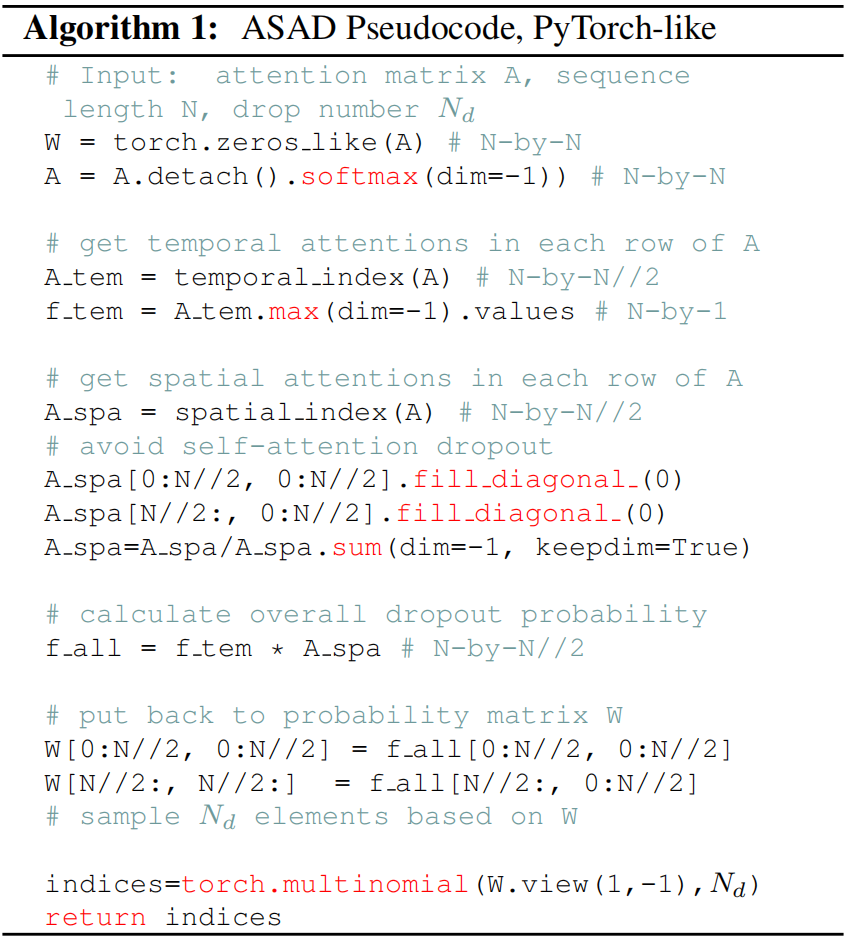 Algorithm 1: ASAD Pseudocode, PyTorch-like
# Input: attention matrix A, sequence
length N, drop number N_d
W = torch.zeros_like(A) # N-by-N
A = A.detach().softmax(dim=-1)) # N-by-N
# get temporal attentions in each row of A
A_tem = temporal_index(A) # N-by-N//2
f_tem = A_tem.max(dim=-1).values # N-by-1
# get spatial attentions in each row of A
A_spa = spatial_index(A) # N-by-N//2
# avoid self-attention dropout
A_spa[0:N//2, 0:N//2].fill_diagonal_(0)
A_spa[N//2:, 0:N//2].fill_diagonal_(0)
A_spa=A_spa/A_spa.sum(dim=-1, keepdim=True)
# calculate overall dropout probability
f_all = f_tem * A_spa # N-by-N//2
# put back to probability matrix W
W[0:N//2, 0:N//2] = f_all[0:N//2, 0:N//2]
W[N//2:, N//2:] = f_all[N//2:, 0:N//2]
# sample N_d elements based on W
indices=torch.multinomial(W.view(1,-1),N_d)
return indices